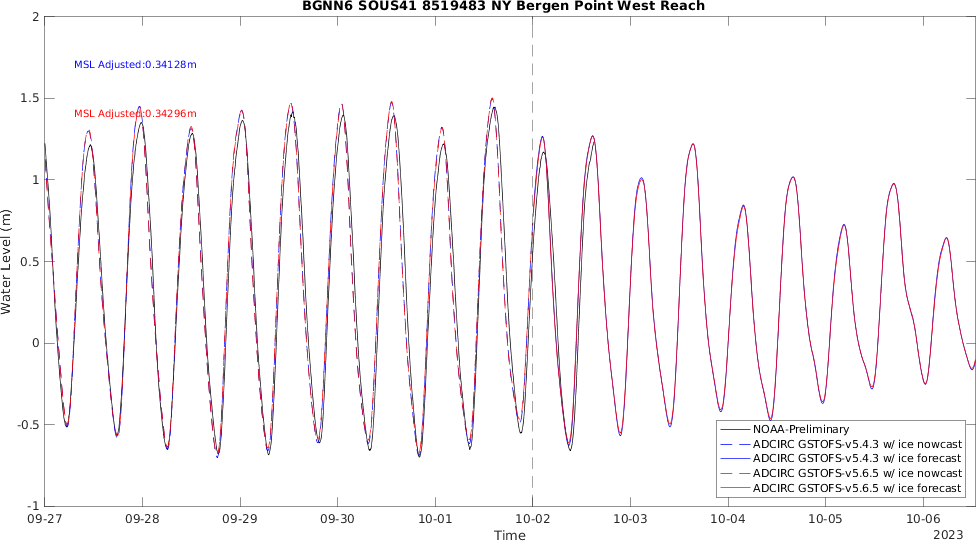 BGNN6 SOUS41 8519483 NY Bergen Point West Reach
2
1.5
1
0.5
0
-0.5
-1
Water Level (m)
MSL Adjusted:0.34128m
MSL Adjusted:0.34296m
NOAA-Preliminary
ADCIRC GSTOFS-v5.4.3 w/ ice nowcast
ADCIRC GSTOFS-v5.4.3 w/ ice forecast
ADCIRC GSTOFS-v5.6.5 w/ ice nowcast
ADCIRC GSTOFS-v5.6.5 w/ ice forecast
09-27 09-28 09-29 09-30 10-01 10-02 10-03 10-04 10-05 10-06
Time
2023